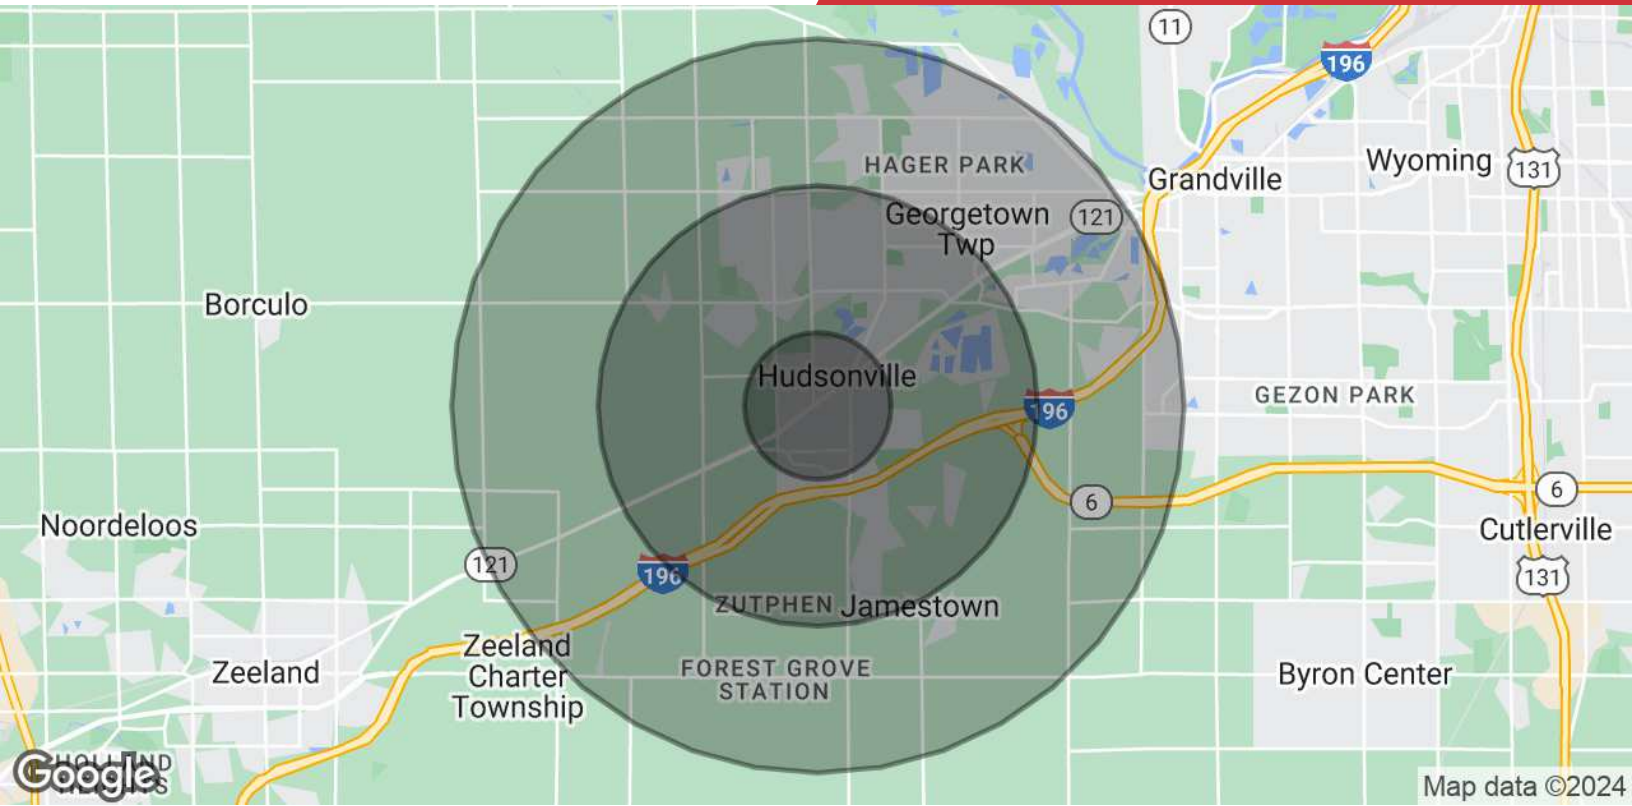 11
196
HAGER PARK
Wyoming
131
Grandville
Georgetown
Twp
121
Borculo
Hudsonville
GEZON PARK
196
6
6
Noordeloos
Cutlerville
121
196
131
ZUTPHEN
Jamestown
Zeeland
Charter
Township
Zeeland
FOREST GROVE
STATION
Byron Center
Google
Map data ©2024